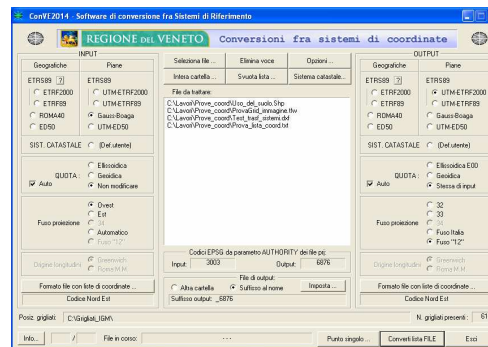 ConVE2014 - Software di conversione fra Sistemi di Riferimento
REGIONE DEL VENETO Conversioni fra sistemi di coordinate
INPUT
Geografiche Piane
ETRS89 ? ETRS89
ETRF2000 UTM-ETRF2000
ETRF89 UTM-ETRF89
ROMA40 Gauss-Boaga
ED50 UTM-ED50
SIST. CATASTALE (Def.utente)
QUOTA :
Auto
Ellissoidica
Geoidica
Non modificare
Fuso proiezione
Ovest
Est
34
Automatico
Fuso "12"
Origine longitudini
Greenwich
Roma M.M.
Formato file con liste di coordinate ...
Codice Nord Est
Seleziona file ... Elimina voce Opzioni ...
Intera cartella ... Svuota lista ... Sistema catastale...
File da trattare:
C:\Lavori\Prove_coord\Uso_del_suolo.Shp
C:\Lavori\Prove_coord\ProvaGrid_immagine.tfw
C:\Lavori\Prove_coord\Test_trasf_sistemi.dxf
C:\Lavori\Prove_coord\Prova_lista_coord.txt
Codici EPSG da parametro AUTHORITY dei file prj:
Input: 3003 Output: 6876
File di output:
Altra cartella Suffisso al nome Imposta ...
Suffisso output: _6876
OUTPUT
Geografiche Piane
ETRS89 ? ETRS89
ETRF2000 UTM-ETRF2000
ETRF89 UTM-ETRF89
ROMA40 Gauss-Boaga
ED50 UTM-ED50
SIST. CATASTALE (Def.utente)
QUOTA :
Auto
Ellissoidica
Geoidica
Stessa di input
Fuso proiezione
32
33
34
Fuso Italia
Fuso "12"
Origine longitudini
Greenwich
Roma M.M.
Formato file con liste di coordinate ...
Codice Nord Est
Posiz. grigliati: C:\Grigliati_IGM\ N. grigliati presenti : 61
Info... / File in corso: - - - Punto singolo ... Converti lista FILE Esci